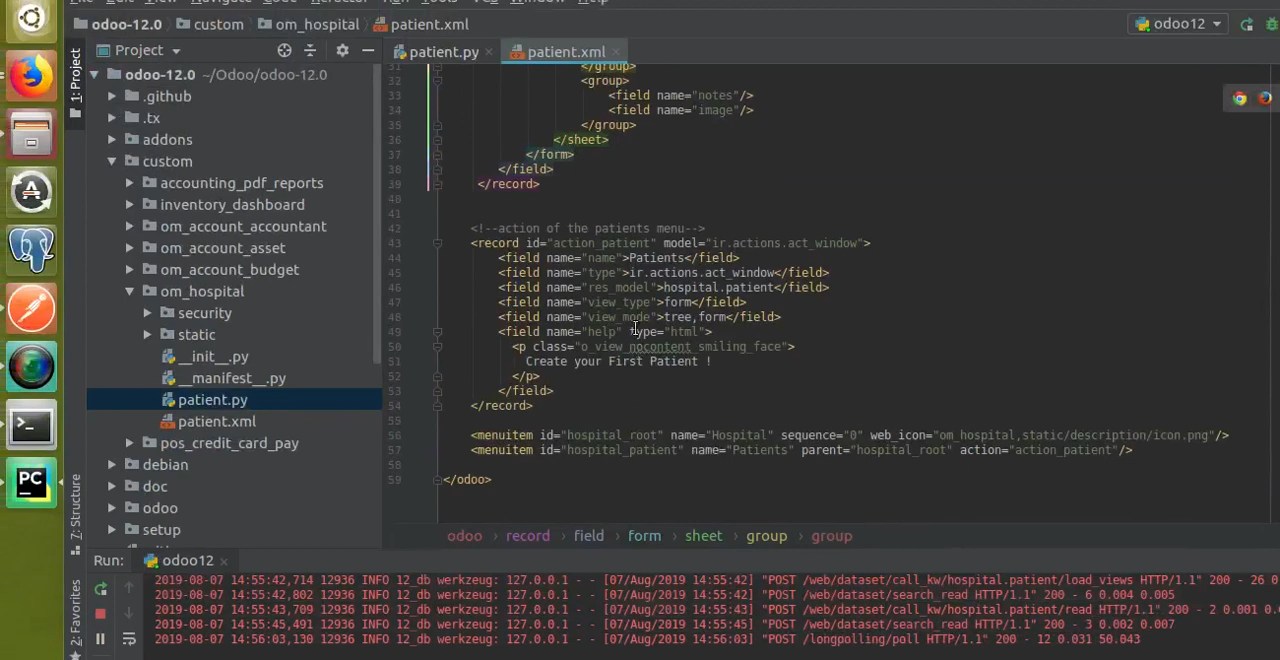 odoo-12.0 custom om_hospital patient.xml odoo12
1: Project
Project
patient.py patient.xml
odoo-12.0 ~/Odoo/odoo-12.0
.github
.tx
addons
custom
accounting_pdf_reports
inventory_dashboard
om_account_accountant
om_account_asset
om_account_budget
om_hospital
security
static
__init__.py
__manifest__.py
patient.py
patient.xml
pos_credit_card_pay
debian
doc
odoo
setup
31 </group>
32 <group>
33 <field name="notes"/>
34 <field name="image"/>
35 </group>
36 </sheet>
37 </form>
38 </field>
39 </record>
40
41
42 <!--action of the patients menu-->
43 <record id="action_patient" model="ir.actions.act_window">
44 <field name="name">Patients</field>
45 <field name="type">ir.actions.act_window</field>
46 <field name="res_model">hospital.patient</field>
47 <field name="view_type">form</field>
48 <field name="view_mode">tree,form</field>
49 <field name="help" type="html">
50 <p class="o_view_nocontent_smiling_face">
51 Create your First Patient !
52 </p>
53 </field>
54 </record>
55
56 <menuitem id="hospital_root" name="Hospital" sequence="0" web_icon="om_hospital,static/description/icon.png"/>
57 <menuitem id="hospital_patient" name="Patients" parent="hospital_root" action="action_patient"/>
58
59 </odoo>
odoo record field form sheet group group
7: Structure
2: Favorites
Run: odoo12
2019-08-07 14:55:42,714 12936 INFO 12_db werkzeug: 127.0.0.1 - - [07/Aug/2019 14:55:42] "POST /web/dataset/call_kw/hospital.patient/load_views HTTP/1.1" 200 - 26 0
2019-08-07 14:55:42,802 12936 INFO 12_db werkzeug: 127.0.0.1 - - [07/Aug/2019 14:55:42] "POST /web/dataset/search_read HTTP/1.1" 200 - 6 0.004 0.005
2019-08-07 14:55:43,709 12936 INFO 12_db werkzeug: 127.0.0.1 - - [07/Aug/2019 14:55:43] "POST /web/dataset/call_kw/hospital.patient/read HTTP/1.1" 200 - 2 0.001 0.0
2019-08-07 14:55:45,491 12936 INFO 12_db werkzeug: 127.0.0.1 - - [07/Aug/2019 14:55:45] "POST /web/dataset/search_read HTTP/1.1" 200 - 3 0.002 0.007
2019-08-07 14:56:03,130 12936 INFO 12_db werkzeug: 127.0.0.1 - - [07/Aug/2019 14:56:03] "POST /longpolling/poll HTTP/1.1" 200 - 12 0.031 50.043